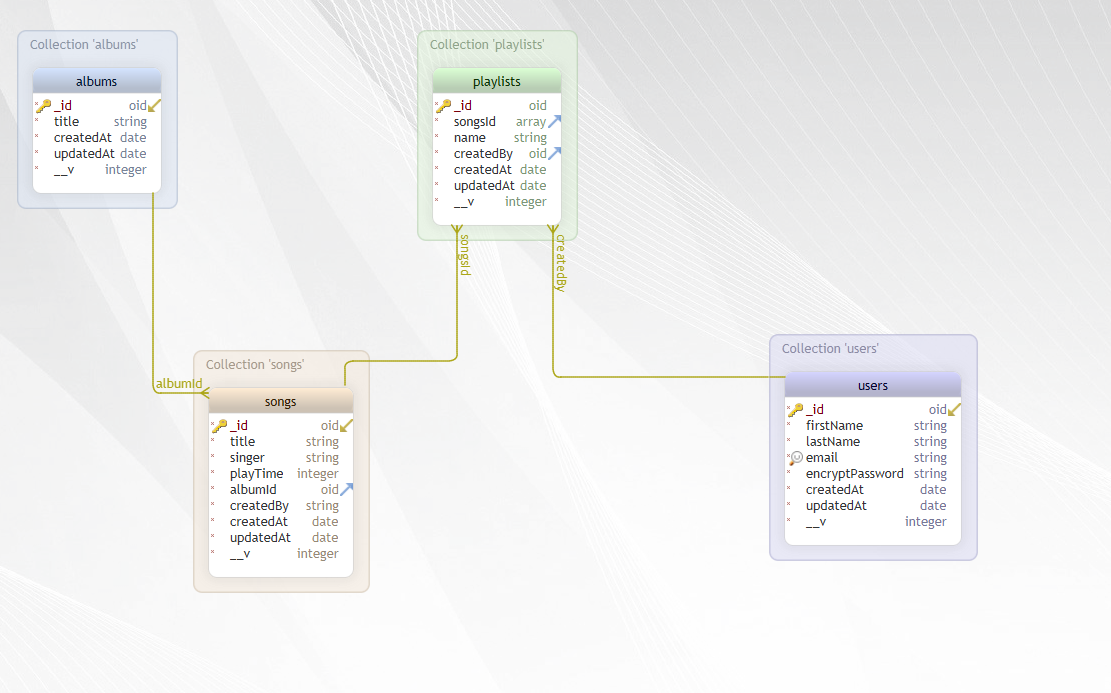 Collection 'albums'
albums
_id oid
title string
createdAt date
updatedAt date
__v integer
Collection 'playlists'
playlists
_id oid
songsId array
name string
createdBy oid
createdAt date
updatedAt date
__v integer
songsId
createdBy
albumId
Collection 'songs'
songs
_id oid
title string
singer string
playTime integer
albumId oid
createdBy string
createdAt date
updatedAt date
__v integer
Collection 'users'
users
_id oid
firstName string
lastName string
email string
encryptPassword string
createdAt date
updatedAt date
__v integer